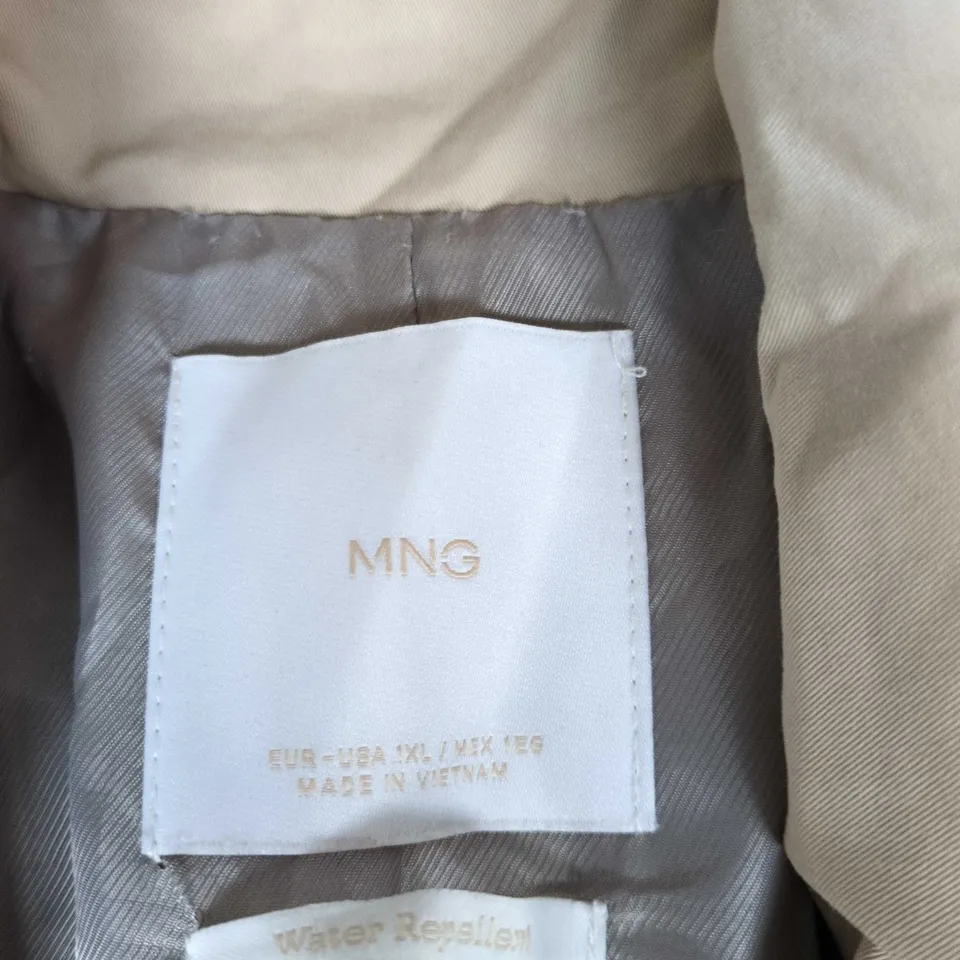 MNG
EUR-USA 1XL / MEX 1EG
MADE IN VIETNAM
Water Repellent